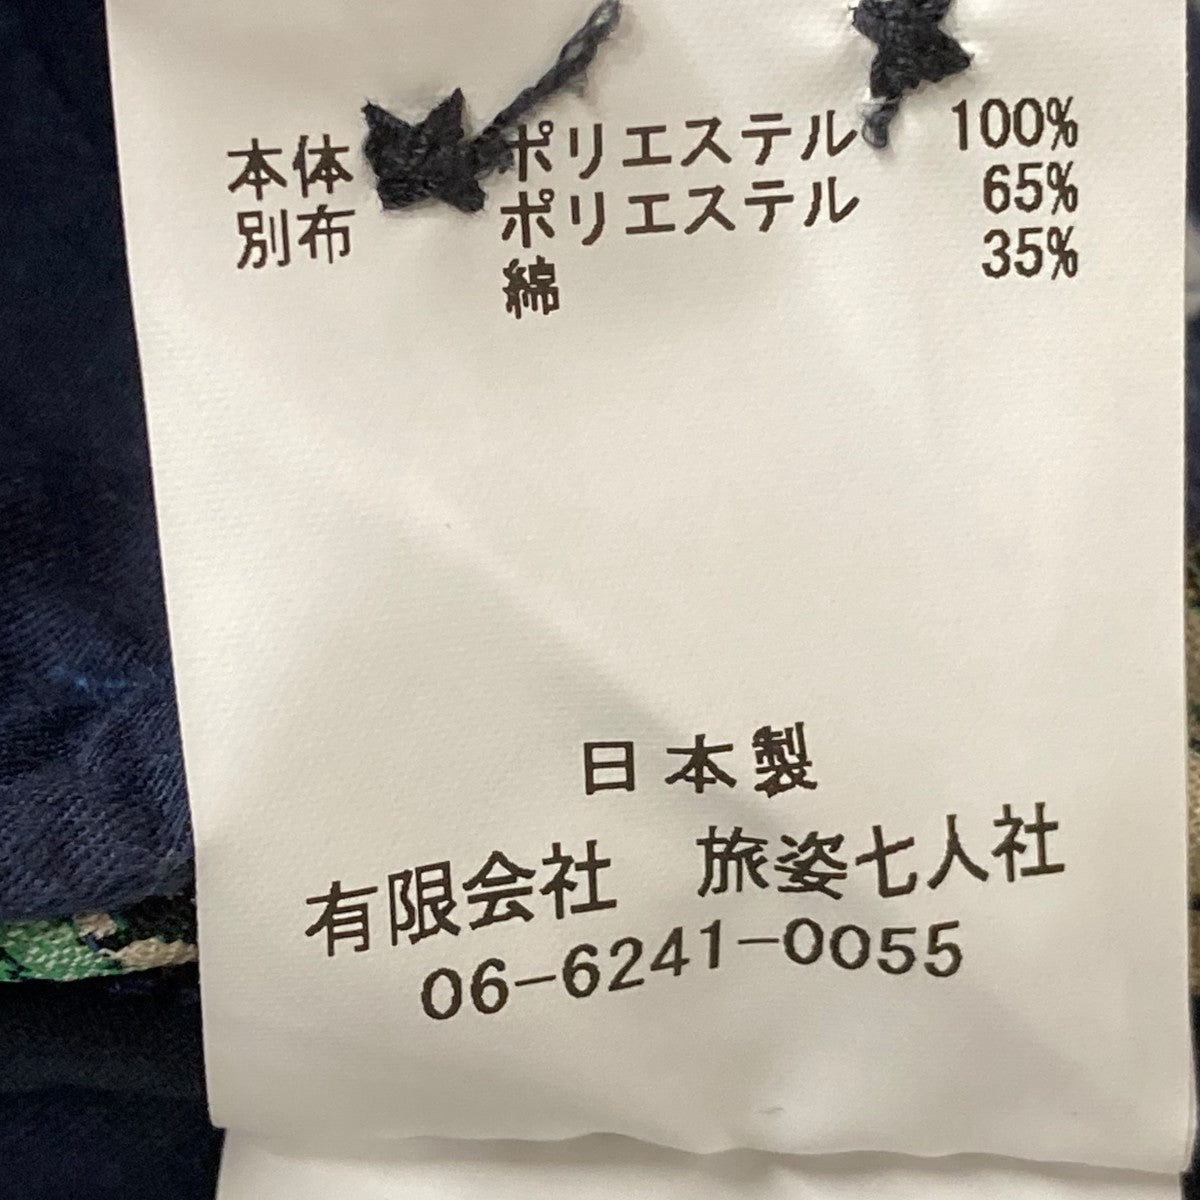 本体 ポリエステル 100%
別布 ポリエステル 65%
綿 35%
日本製
有限会社 旅姿七人社
06-6241-0055